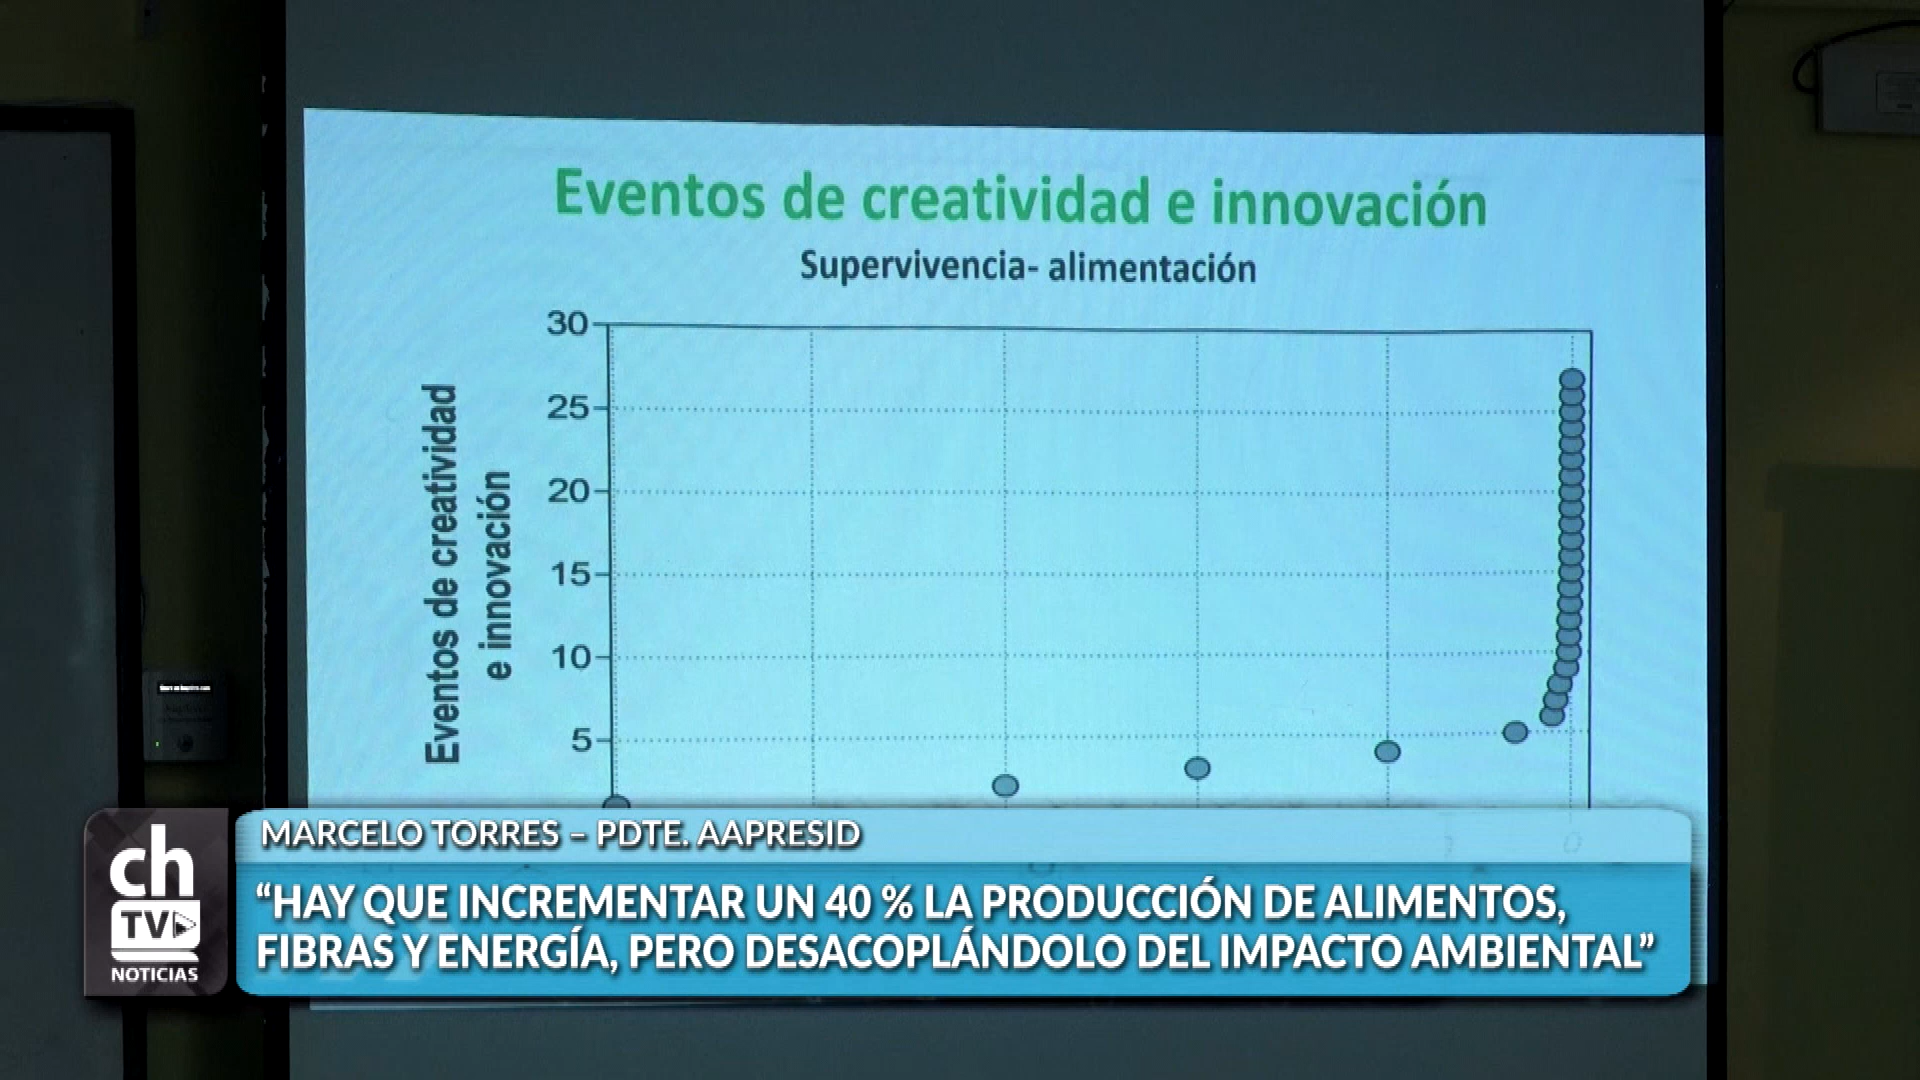 Eventos de creatividad e innovación
Supervivencia- alimentación
30
25
20
15
10
5
Eventos de creatividad
e innovación
0
MARCELO TORRES – PDTE. AAPRESID
“HAY QUE INCREMENTAR UN 40 % LA PRODUCCIÓN DE ALIMENTOS,
FIBRAS Y ENERGÍA, PERO DESACOPLÁNDOLO DEL IMPACTO AMBIENTAL”
ch
TV
NOTICIAS